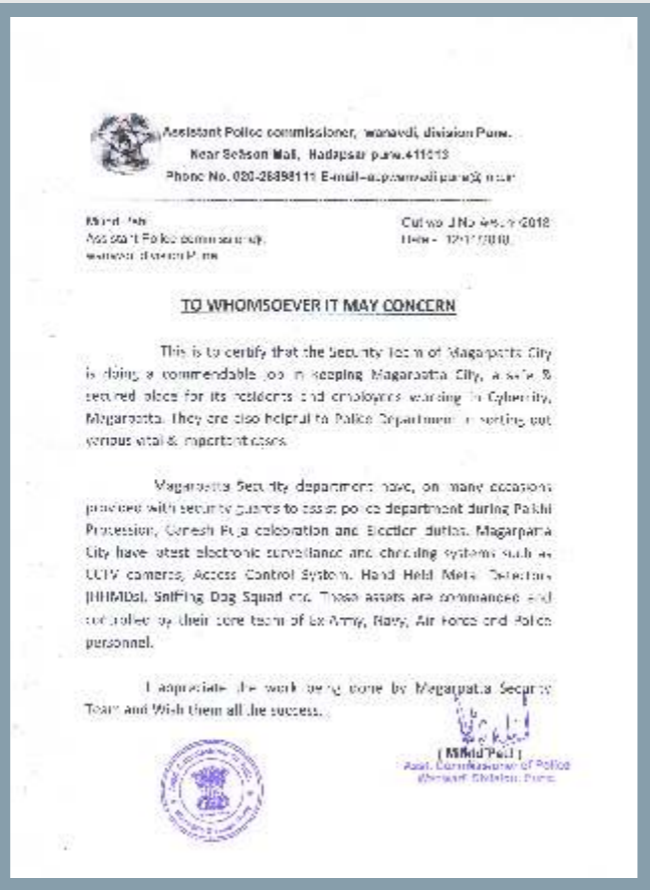 Assistant Police commissioner, wanavdi, division Pune.
Near Season Mall, Hadapsar pune.411013
Phone No. 020-26898111 E-mail-
Assistant Police commissioner,
division Pune
Date -
TO WHOMSOEVER IT MAY CONCERN
This is to certify that the Security Team of Magarpatta City
is doing a commendable job in keeping Magarpatta City, a safe &
secured place for its residents and employees working in Cybercity,
Magarpatta. They are also helpful to Police Department in sorting out
various vital & important cases.
Magarpatta Security department have, on many occasions
provided with security guards to assist police department during Palkhi
Procession, Ganesh Puja celebration and Election duties. Magarpatta
City have latest electronic surveillance and checking systems such as
CCTV cameras, Access Control System, Hand Held Metal Detectors
(HHMDs), Sniffing Dog Squad etc. These assets are commanded and
controlled by their core team of Ex-Army, Navy, Air Force and Police
personnel.
I appreciate the work being done by Magarpatta Security
Team and Wish them all the success.
Asst. Commissioner of Police
Division, Pune